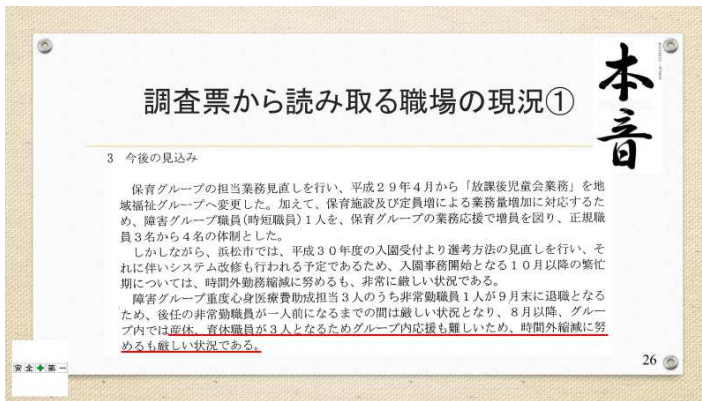 本音
調査票から読み取る職場の現況①
3 今後の見込み
保育グループの担当業務見直しを行い、平成29年4月から「放課後児童会業務」を地
域福祉グループへ変更した。加えて、保育施設及び定員増による業務量増加に対応するた
め、障害グループ職員(時短職員)1人を、保育グループの業務応援で増員を図り、正規職
員3名から4名の体制とした。
しかしながら、浜松市では、平成30年度の入園受付より選考方法の見直しを行い、そ
れに伴いシステム改修も行われる予定であるため、入園事務開始となる10月以降の繁忙
期については、時間外勤務縮減に努めるも、非常に厳しい状況である。
障害グループ重度心身医療費助成担当3人のうち非常勤職員1人が9月末に退職となる
ため、後任の非常勤職員が一人前になるまでの間は厳しい状況となり、8月以降、グルー
プ内では産休、育休職員が3人となるためグループ内応援も難しいため、時間外縮減に努
めるも厳しい状況である。
安全第一
26